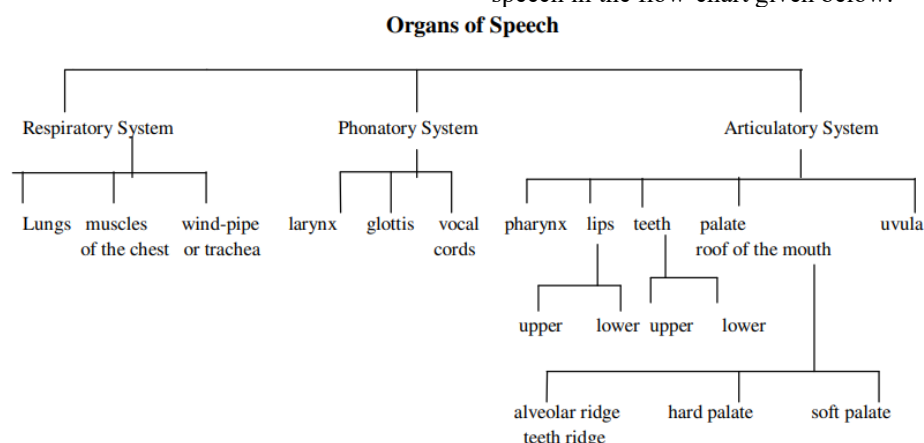 speech in the flow chart given below:
Organs of Speech
Respiratory System Phonatory System Articulatory System
Lungs muscles wind-pipe larynx glottis vocal pharynx lips teeth palate uvula
of the chest or trachea cords roof of the mouth
upper lower upper lower
alveolar ridge hard palate soft palate
teeth ridge